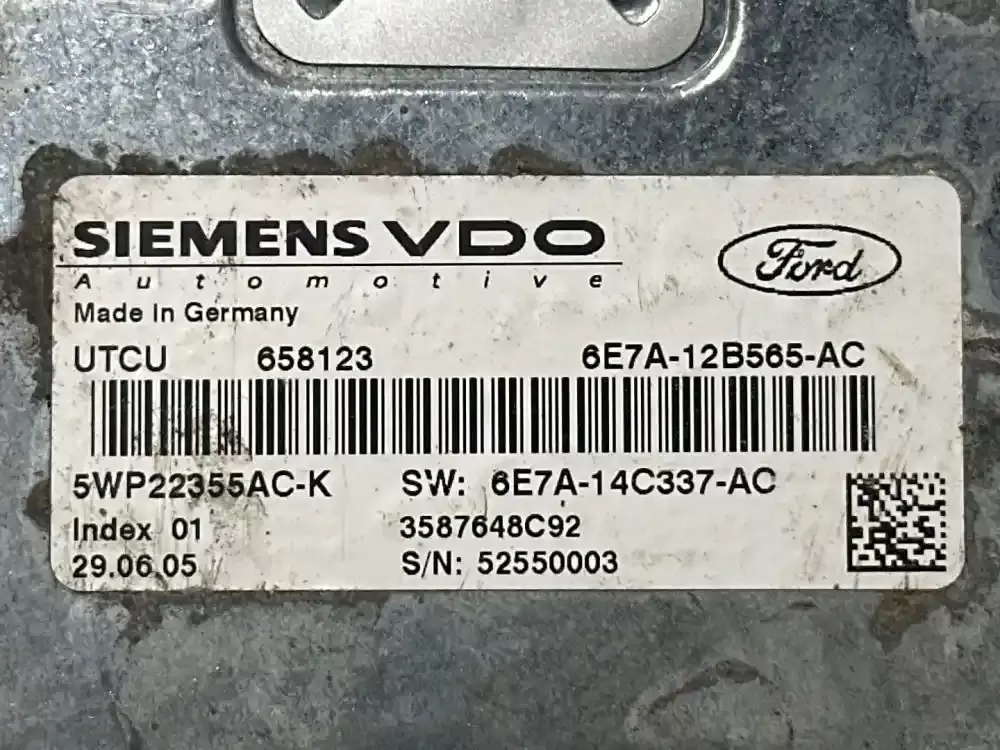 SIEMENS VDO
Automotive
Ford
Made In Germany
UTCU 658123 6E7A-12B565-AC
5WP22355AC-K SW: 6E7A-14C337-AC
Index 01 3587648C92
29.06.05 S/N: 52550003